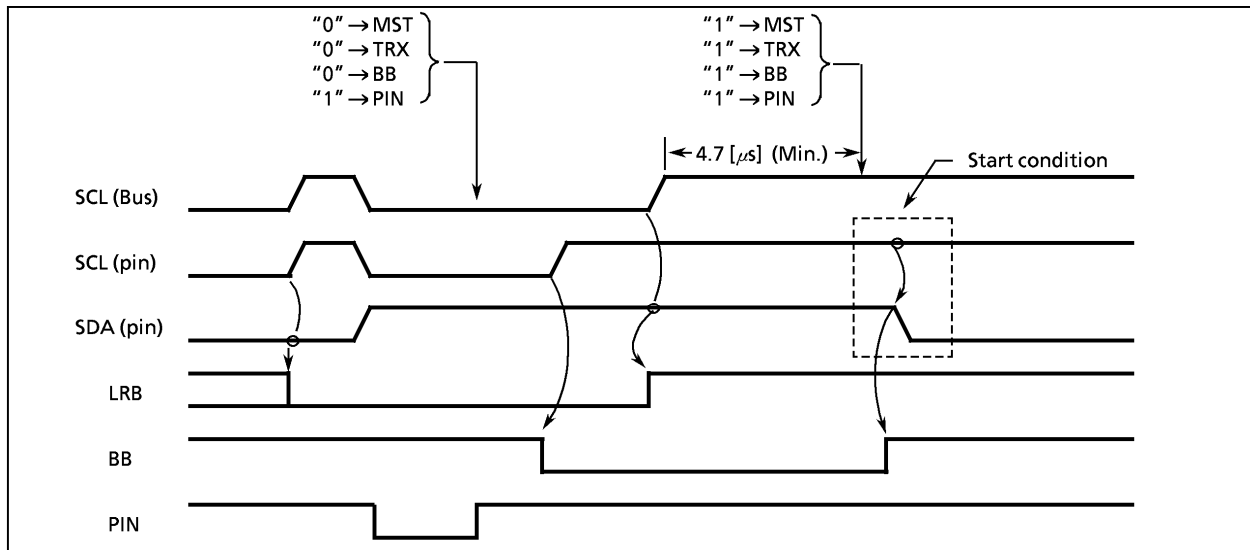 “0” → MST
“0” → TRX
“0” → BB
“1” → PIN
“1” → MST
“1” → TRX
“1” → BB
“1” → PIN
4.7 [μs] (Min.)
Start condition
SCL (Bus)
SCL (pin)
SDA (pin)
LRB
BB
PIN